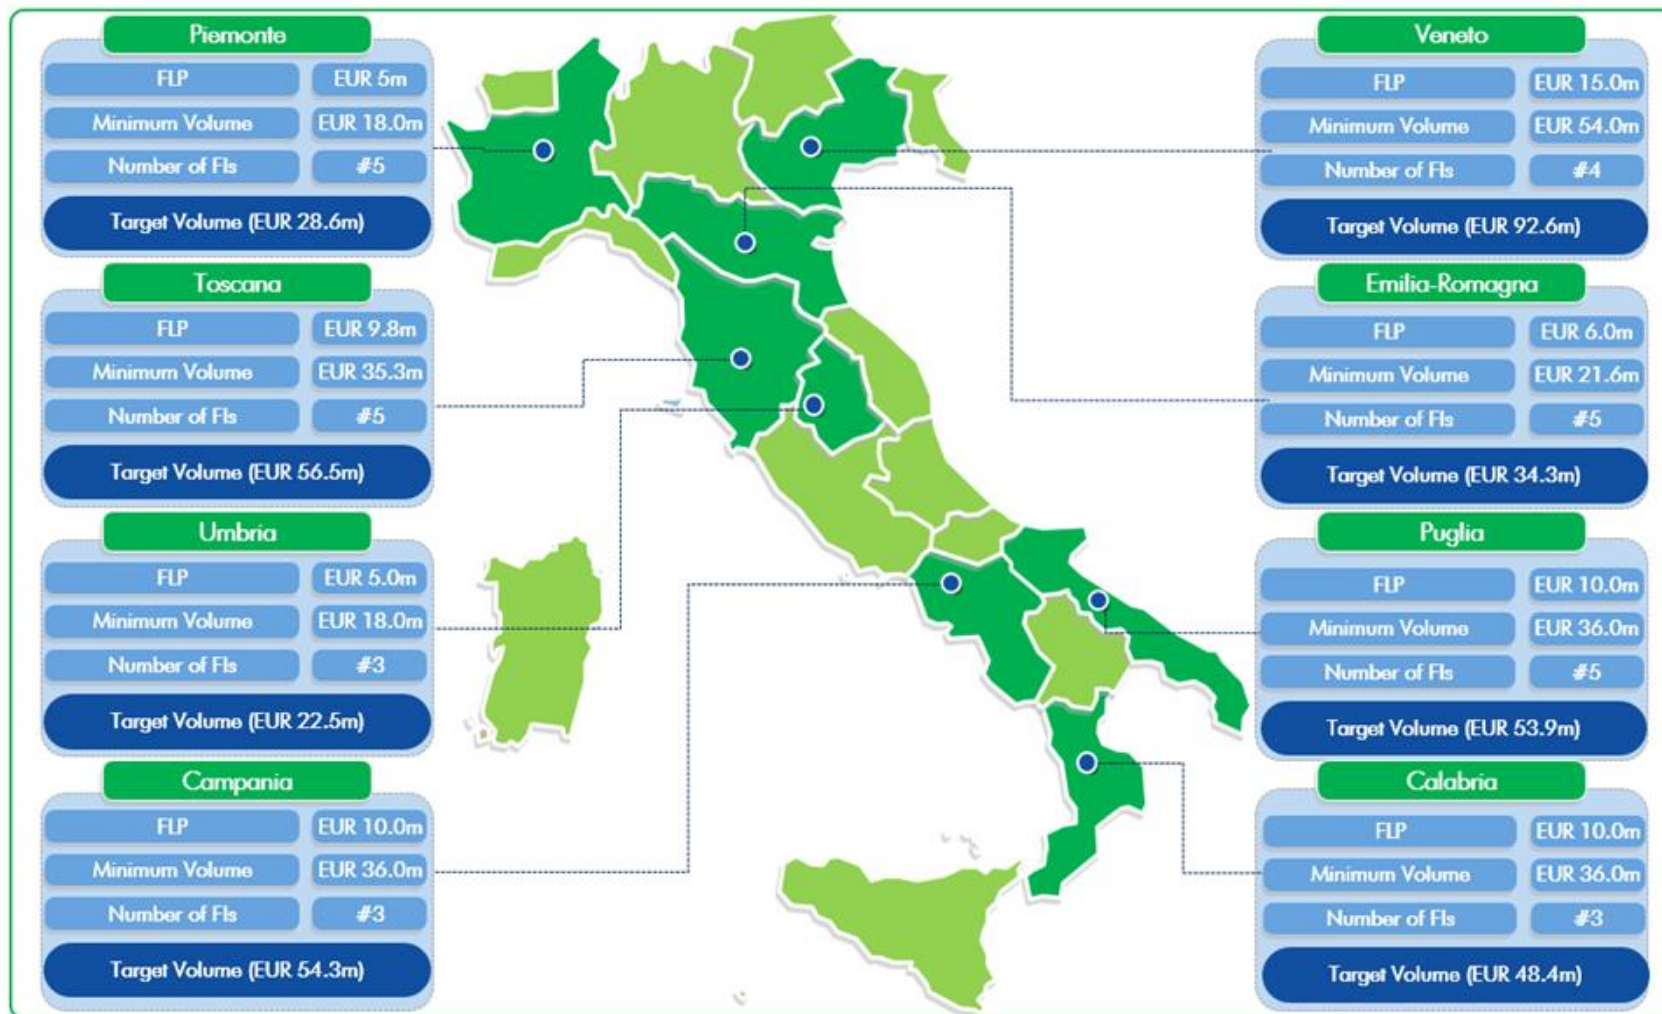 Piemonte
FLP EUR 5m
Minimum Volume EUR 18.0m
Number of FIs #5
Target Volume (EUR 28.6m)
Toscana
FLP EUR 9.8m
Minimum Volume EUR 35.3m
Number of FIs #5
Target Volume (EUR 56.5m)
Umbria
FLP EUR 5.0m
Minimum Volume EUR 18.0m
Number of FIs #3
Target Volume (EUR 22.5m)
Campania
FLP EUR 10.0m
Minimum Volume EUR 36.0m
Number of FIs #3
Target Volume (EUR 54.3m)
Veneto
FLP EUR 15.0m
Minimum Volume EUR 54.0m
Number of FIs #4
Target Volume (EUR 92.6m)
Emilia-Romagna
FLP EUR 6.0m
Minimum Volume EUR 21.6m
Number of FIs #5
Target Volume (EUR 34.3m)
Puglia
FLP EUR 10.0m
Minimum Volume EUR 36.0m
Number of FIs #5
Target Volume (EUR 53.9m)
Calabria
FLP EUR 10.0m
Minimum Volume EUR 36.0m
Number of FIs #3
Target Volume (EUR 48.4m)